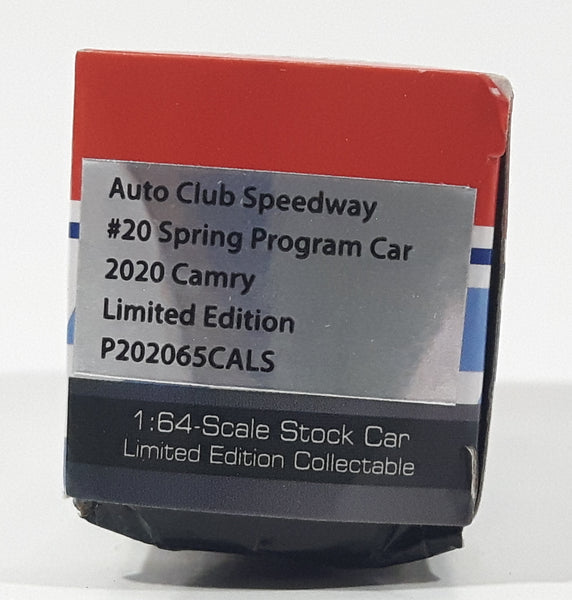 Auto Club Speedway
#20 Spring Program Car
2020 Camry
Limited Edition
P202065CALS
1:64-Scale Stock Car
Limited Edition Collectable